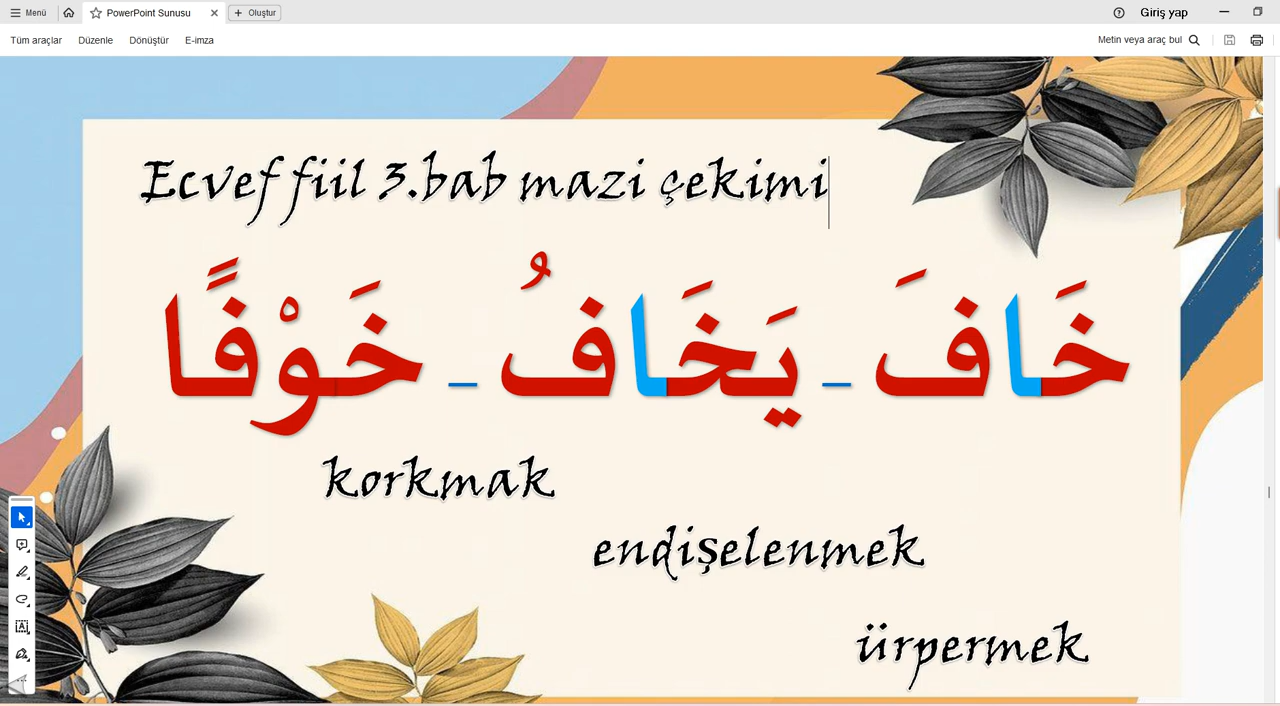 Menü PowerPoint Sunusu Oluştur Giriş yap
Tüm araçlar Düzenle Dönüştür E-imza Metin veya araç bul
Ecvef fiil 3.bab mazi çekimi
خَافَ - يَخَافُ - خَوْفًا
korkmak
endişelenmek
ürpermek